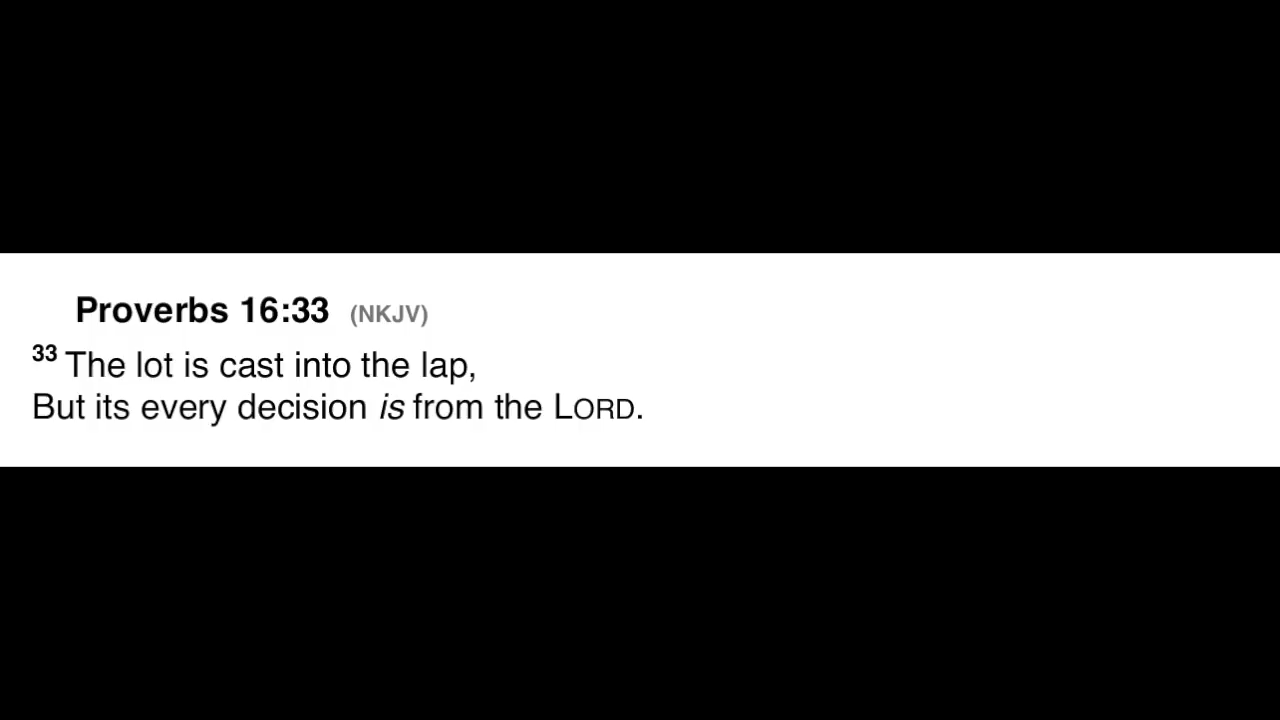 Proverbs 16:33 (NKJV)
33 The lot is cast into the lap,
But its every decision is from the LORD.